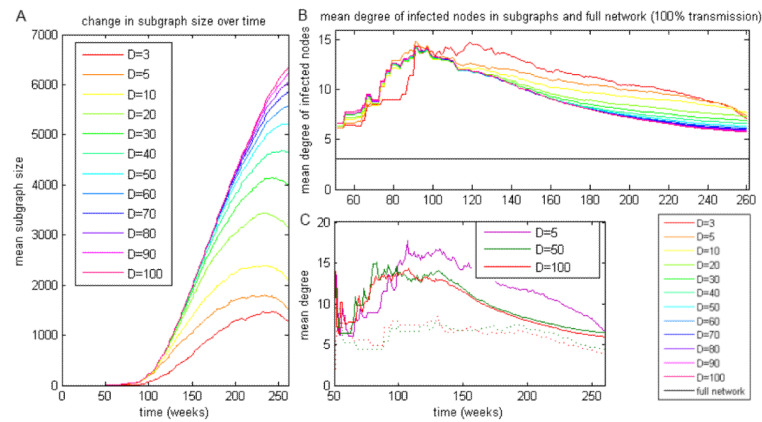 A
change in subgraph size over time
7000
6000
5000
4000
3000
2000
1000
0
mean subgraph size
D=3
D=5
D=10
D=20
D=30
D=40
D=50
D=60
D=70
D=80
D=90
D=100
0 50 100 150 200 250
time (weeks)
B
mean degree of infected nodes in subgraphs and full network (100% transmission)
15
10
5
0
mean degree of infected nodes
60 80 100 120 140 160 180 200 220 240 260
C
20
15
10
5
0
mean degree
D=5
D=50
D=100
50 100 150 200 250
time (weeks)
D=3
D=5
D=10
D=20
D=30
D=40
D=50
D=60
D=70
D=80
D=90
D=100
full network